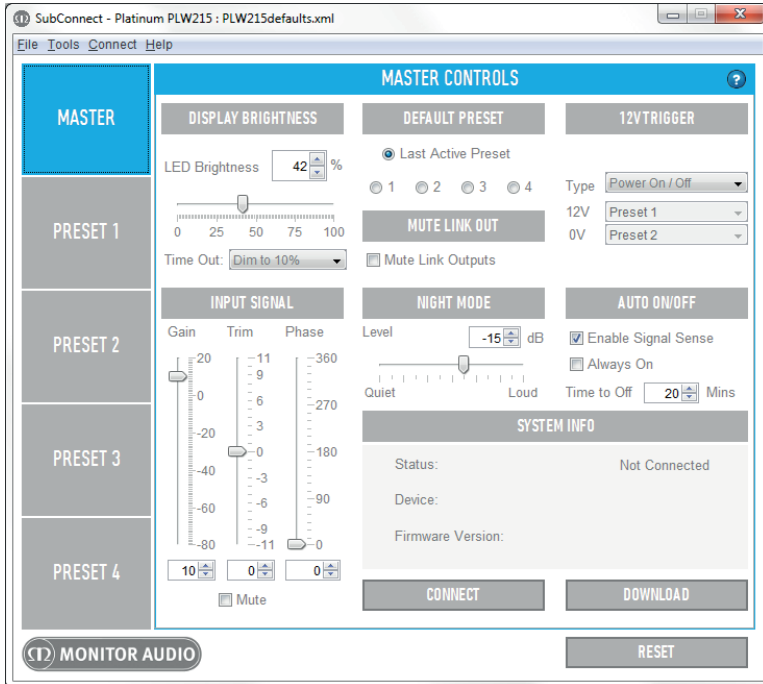 SubConnect - Platinum PLW215 : PLW215defaults.xml
File Tools Connect Help
MASTER
PRESET 1
PRESET 2
PRESET 3
PRESET 4
MASTER CONTROLS
?
DISPLAY BRIGHTNESS
LED Brightness 42 %
0 25 50 75 100
Time Out: Dim to 10%
DEFAULT PRESET
Last Active Preset
1 2 3 4
MUTE LINK OUT
Mute Link Outputs
12V TRIGGER
Type Power On / Off
12V Preset 1
0V Preset 2
INPUT SIGNAL
Gain Trim Phase
20
0
-20
-40
-60
-80
11
9
6
3
0
-3
-6
-9
-11
360
270
180
90
0
10 0 0
Mute
NIGHT MODE
Level -15 dB
Quiet Loud
AUTO ON/OFF
Enable Signal Sense
Always On
Time to Off 20 Mins
SYSTEM INFO
Status: Not Connected
Device:
Firmware Version:
CONNECT DOWNLOAD
MONITOR AUDIO
RESET